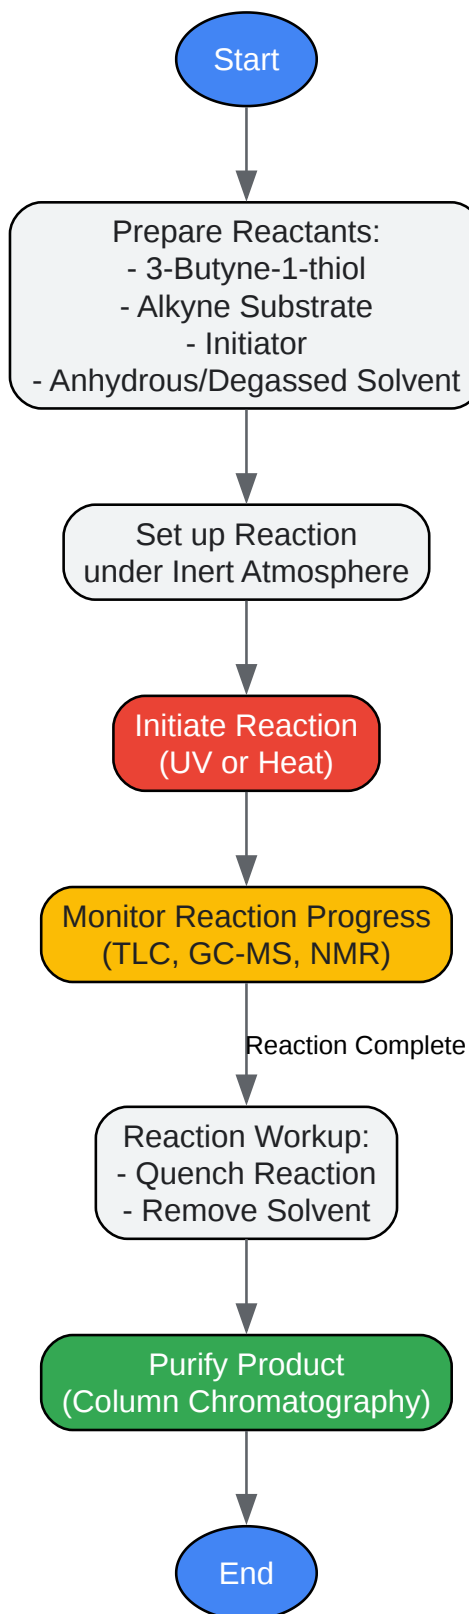 Start
Prepare Reactants:
- 3-Butyne-1-thiol
- Alkyne Substrate
- Initiator
- Anhydrous/Degassed Solvent
Set up Reaction
under Inert Atmosphere
Initiate Reaction
(UV or Heat)
Monitor Reaction Progress
(TLC, GC-MS, NMR)
Reaction Complete
Reaction Workup:
- Quench Reaction
- Remove Solvent
Purify Product
(Column Chromatography)
End